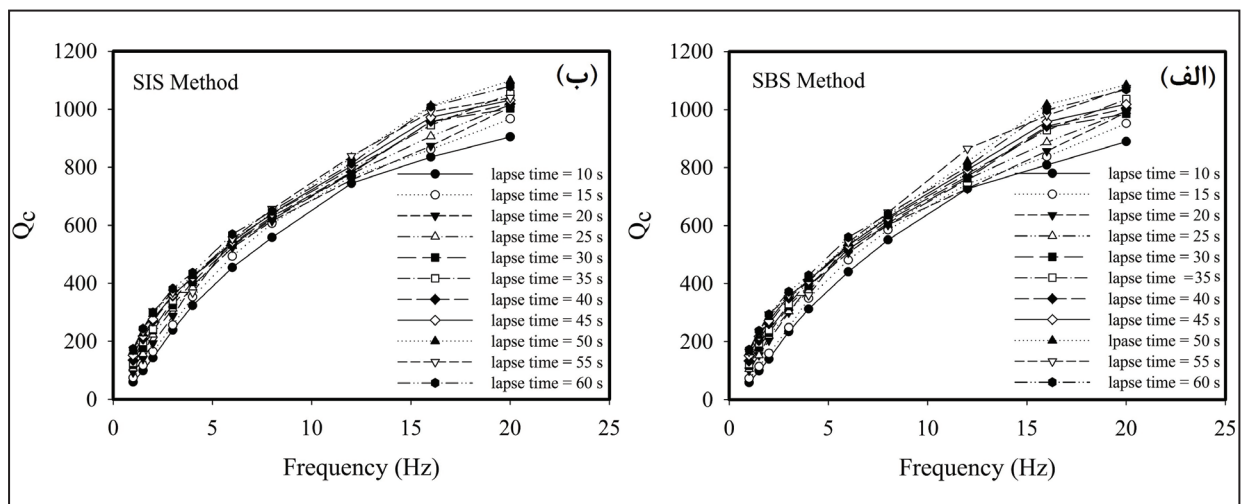 SIS Method
(ب)
1200
1000
800
600
400
200
0
Qc
0 5 10 15 20 25
Frequency (Hz)
lapse time = 10 s
lapse time = 15 s
lapse time = 20 s
lapse time = 25 s
lapse time = 30 s
lapse time = 35 s
lapse time = 40 s
lapse time = 45 s
lapse time = 50 s
lapse time = 55 s
lapse time = 60 s
SBS Method
(الف)
1200
1000
800
600
400
200
0
Qc
0 5 10 15 20 25
Frequency (Hz)
lapse time = 10 s
lapse time = 15 s
lapse time = 20 s
lapse time = 25 s
lapse time = 30 s
lapse time =35 s
lapse time = 40 s
lapse time = 45 s
lpase time = 50 s
lapse time = 55 s
lapse time = 60 s